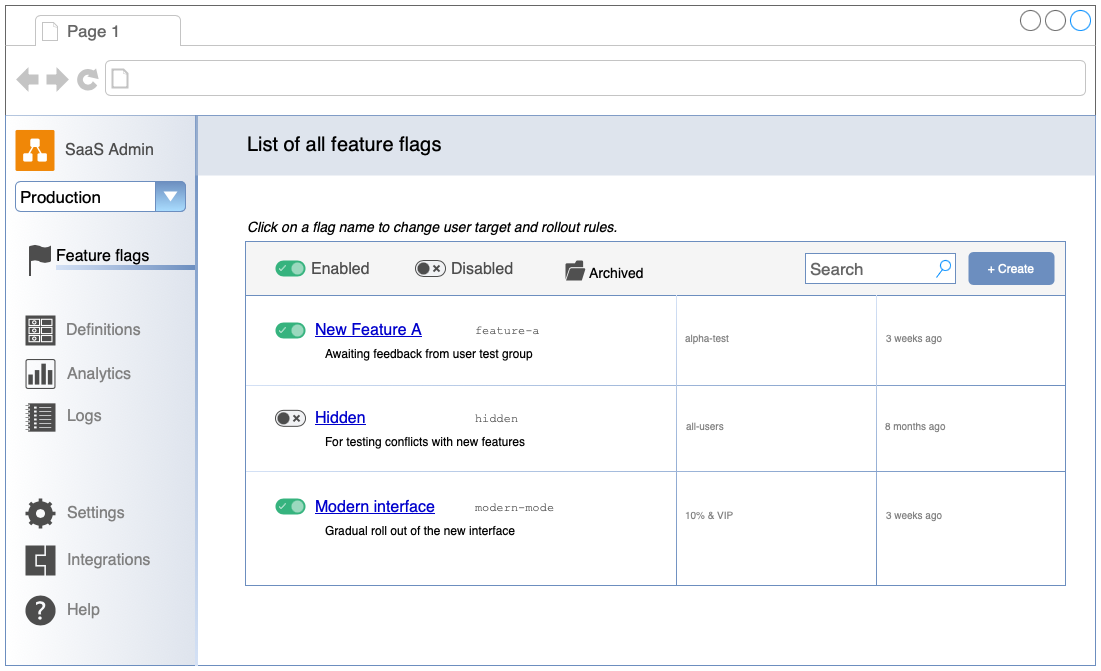 Page 1
SaaS Admin
Production
Feature flags
Definitions
Analytics
Logs
Settings
Integrations
? Help
List of all feature flags
Click on a flag name to change user target and rollout rules.
Enabled Disabled Archived Search + Create
New Feature A feature-a alpha-test 3 weeks ago
Awaiting feedback from user test group
Hidden hidden all-users 8 months ago
For testing conflicts with new features
Modern interface modern-mode 10% & VIP 3 weeks ago
Gradual roll out of the new interface